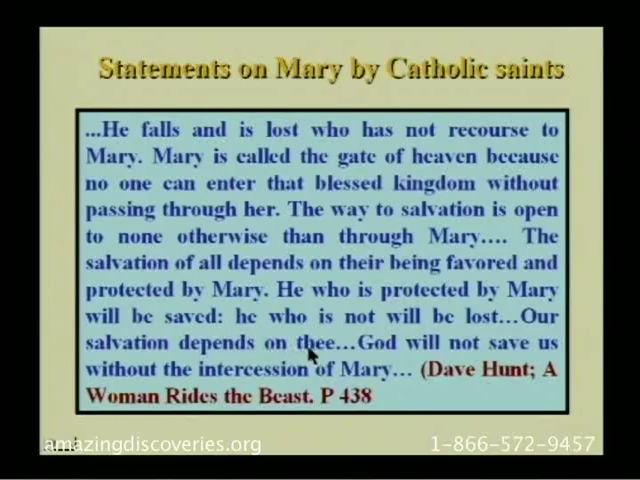 Statements on Mary by Catholic saints
...He falls and is lost who has not recourse to
Mary. Mary is called the gate of heaven because
no one can enter that blessed kingdom without
passing through her. The way to salvation is open
to none otherwise than through Mary.... The
salvation of all depends on their being favored and
protected by Mary. He who is protected by Mary
will be saved: he who is not will be lost...Our
salvation depends on thee...God will not save us
without the intercession of Mary... (Dave Hunt; A
Woman Rides the Beast. P 438
amazingdiscoveries.org 1-866-572-9457